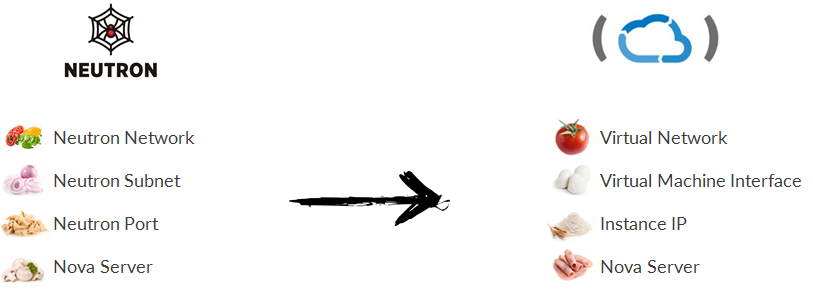 NEUTRON
Neutron Network
Neutron Subnet
Neutron Port
Nova Server
Virtual Network
Virtual Machine Interface
Instance IP
Nova Server